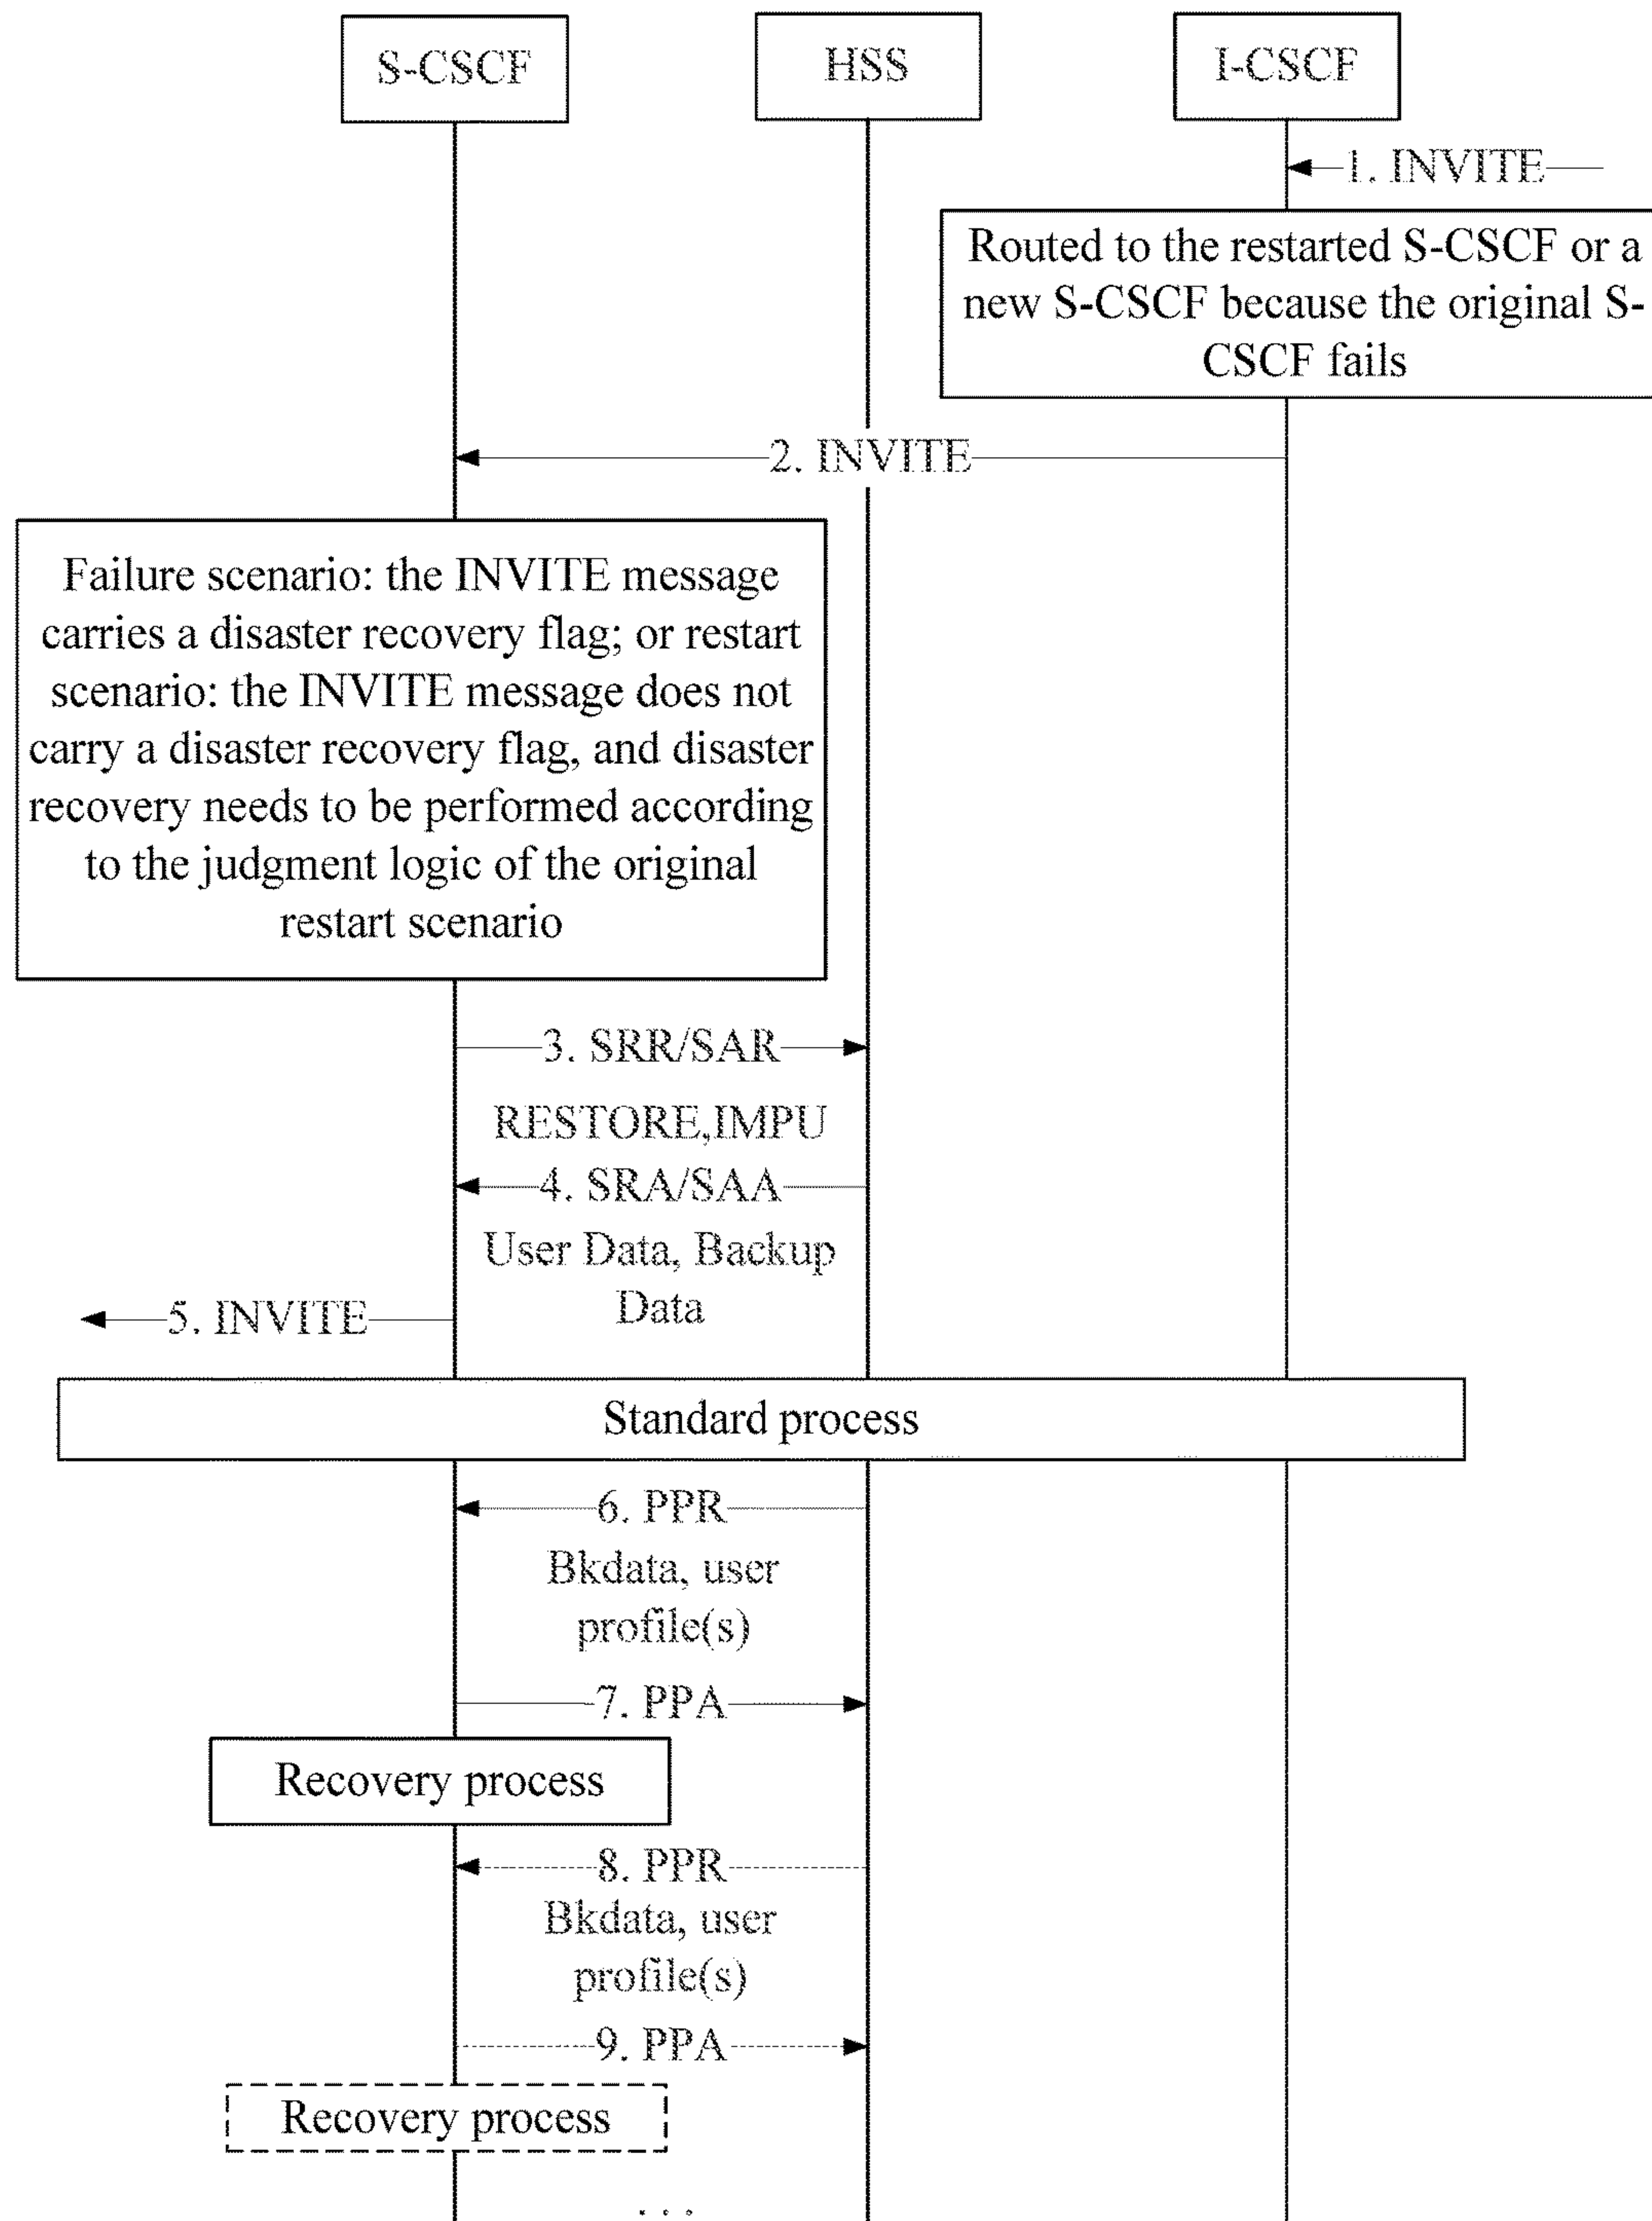 S-CSCF
HSS
I-CSCF
1. INVITE
Routed to the restarted S-CSCF or a
new S-CSCF because the original S-
CSCF fails
2. INVITE
Failure scenario: the INVITE message
carries a disaster recovery flag; or restart
scenario: the INVITE message does not
carry a disaster recovery flag, and disaster
recovery needs to be performed according
to the judgment logic of the original
restart scenario
3. SRR/SAR
RESTORE,IMPU
4. SRA/SAA
User Data, Backup
Data
5. INVITE
Standard process
6. PPR
Bkdata, user
profile(s)
7. PPA
Recovery process
8. PPR
Bkdata, user
profile(s)
9. PPA
Recovery process
. . .